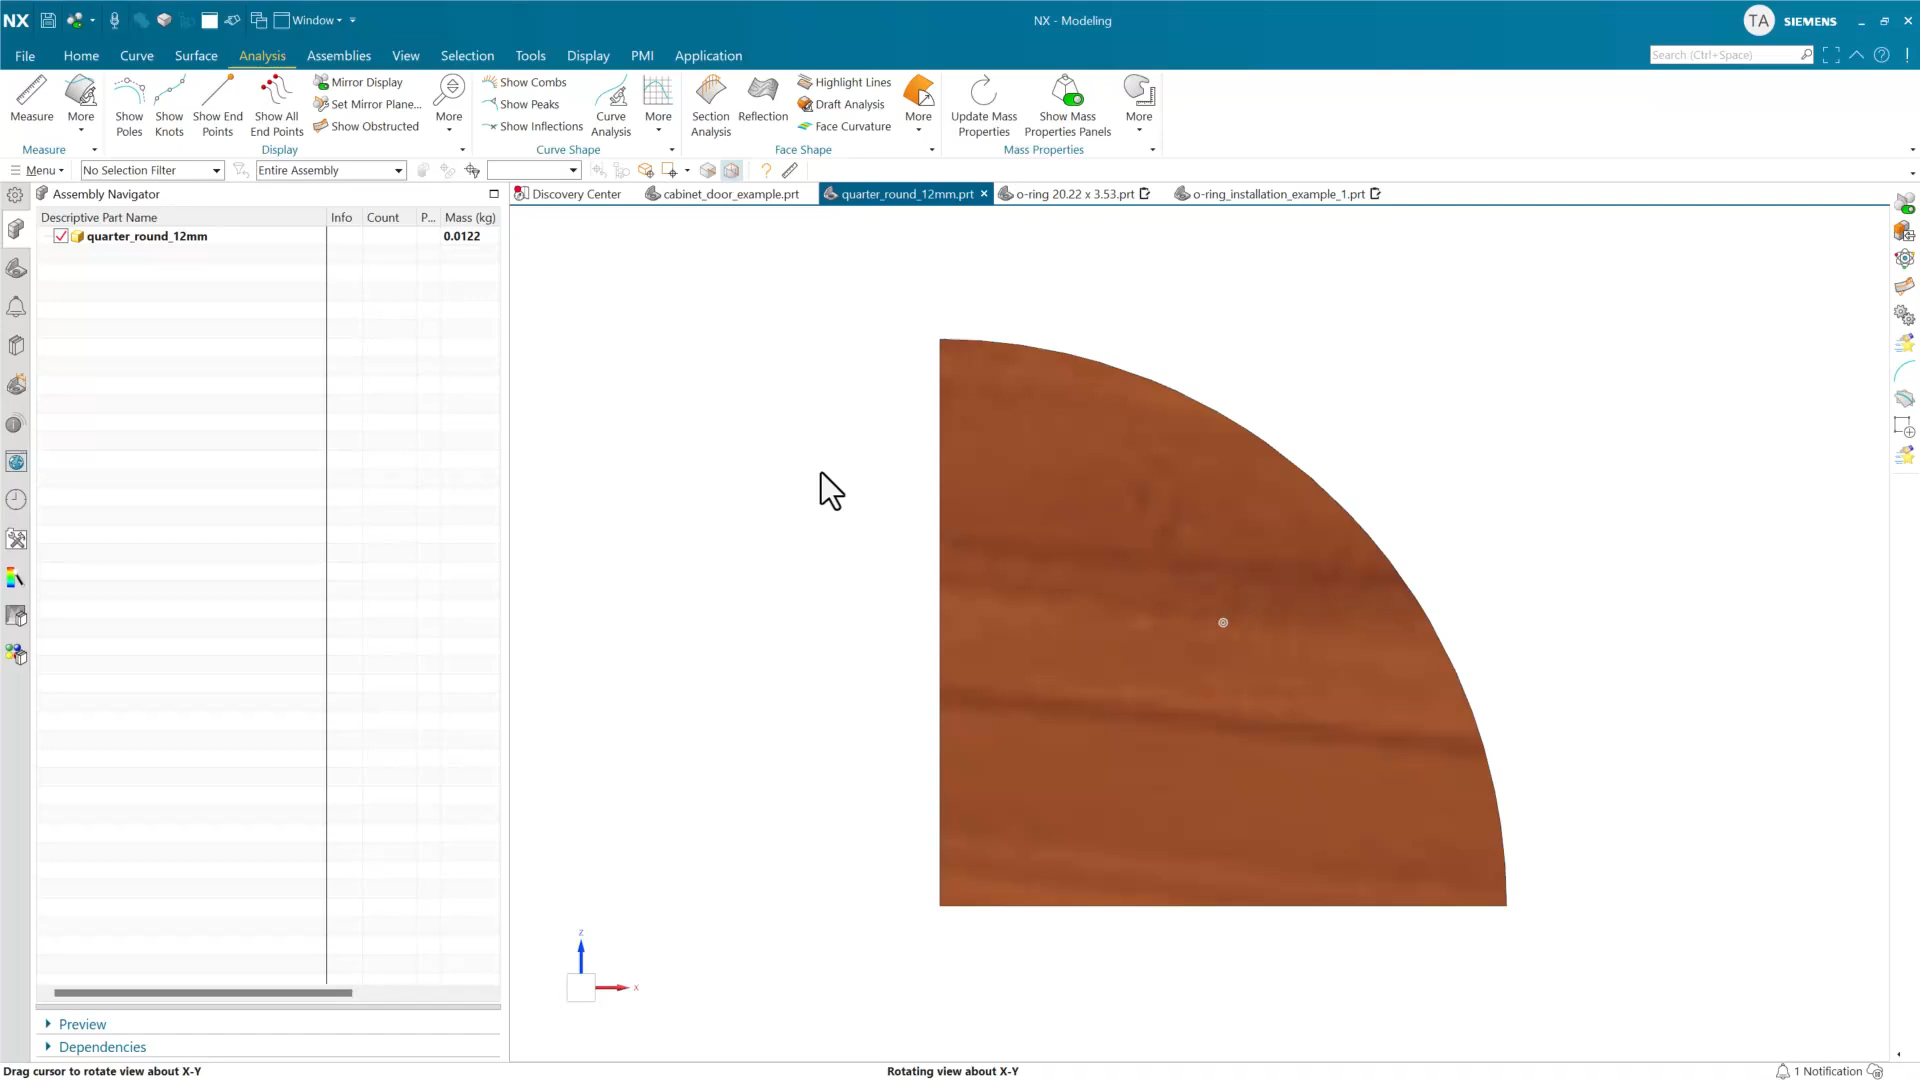 NX
Window
NX - Modeling
TA
SIEMENS
File
Home
Curve
Surface
Analysis
Assemblies
View
Selection
Tools
Display
PMI
Application
Search (Ctrl+Space)
Measure
More
Show
Poles
Show
Knots
Show End
Points
Show All
End Points
Mirror Display
Set Mirror Plane...
Show Obstructed
More
Show Combs
Show Peaks
Show Inflections
Curve
Analysis
More
Section
Analysis
Reflection
Highlight Lines
Draft Analysis
Face Curvature
More
Update Mass
Properties
Show Mass
Properties Panels
More
Measure
Display
Curve Shape
Face Shape
Mass Properties
Menu
No Selection Filter
Entire Assembly
Assembly Navigator
Discovery Center
cabinet_door_example.prt
quarter_round_12mm.prt
o-ring 20.22 x 3.53.prt
o-ring_installation_example_1.prt
Descriptive Part Name
Info
Count
P...
Mass (kg)
quarter_round_12mm
0.0122
Z
X
Preview
Dependencies
Drag cursor to rotate view about X-Y
Rotating view about X-Y
1 Notification